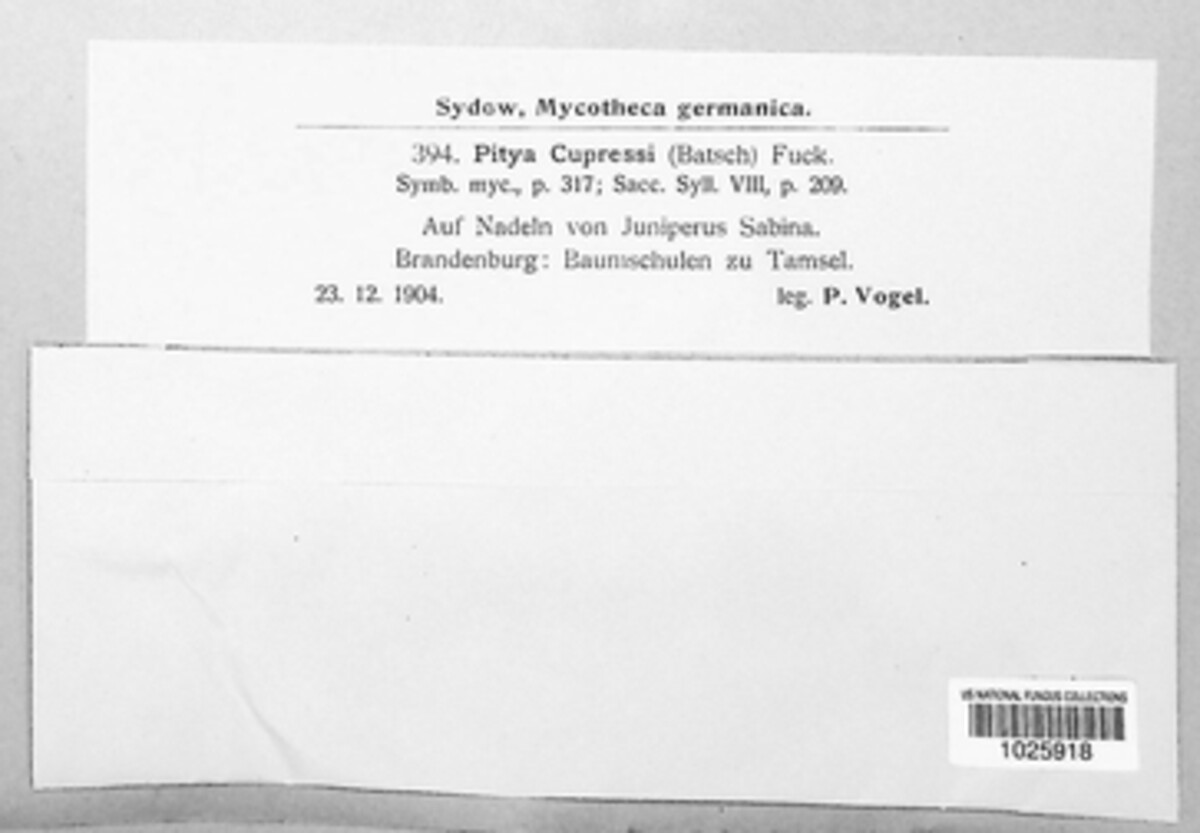 Sydow, Mycotheca germanica.
394. Pitya Cupressi (Batsch) Fuck.
Symb. myc., p. 317; Sacc. Syll. VIII, p. 209.
Auf Nadeln von Juniperus Sabina.
Brandenburg: Baumschulen zu Tamsel.
23. 12. 1904. leg. P. Vogel.
US NATIONAL FUNGUS COLLECTIONS
1025918